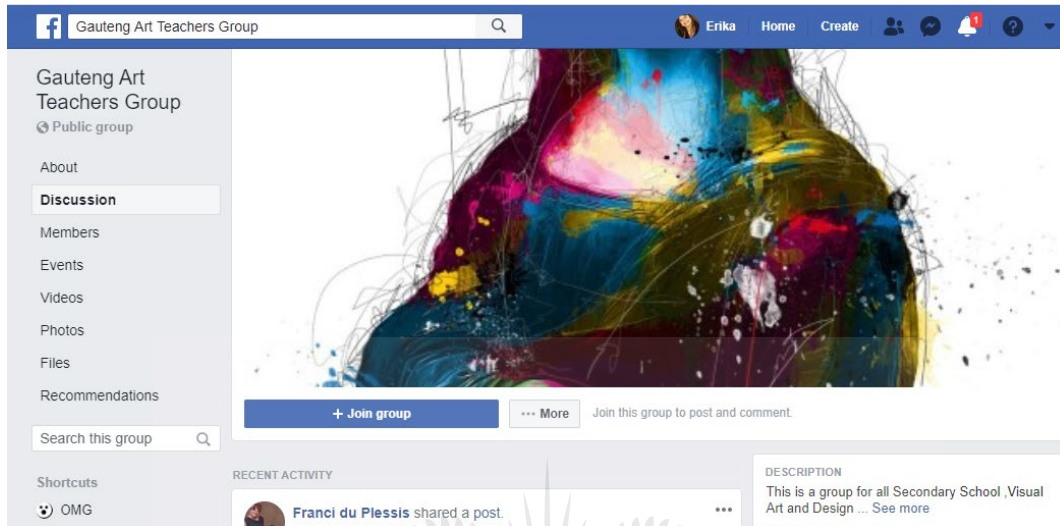 Gauteng Art Teachers Group
Erika
Home
Create
1
Gauteng Art
Teachers Group
Public group
About
Discussion
Members
Events
Videos
Photos
Files
Recommendations
Search this group
Shortcuts
OMG
+ Join group
••• More
Join this group to post and comment.
RECENT ACTIVITY
Franci du Plessis shared a post.
DESCRIPTION
This is a group for all Secondary School ,Visual
Art and Design ... See more